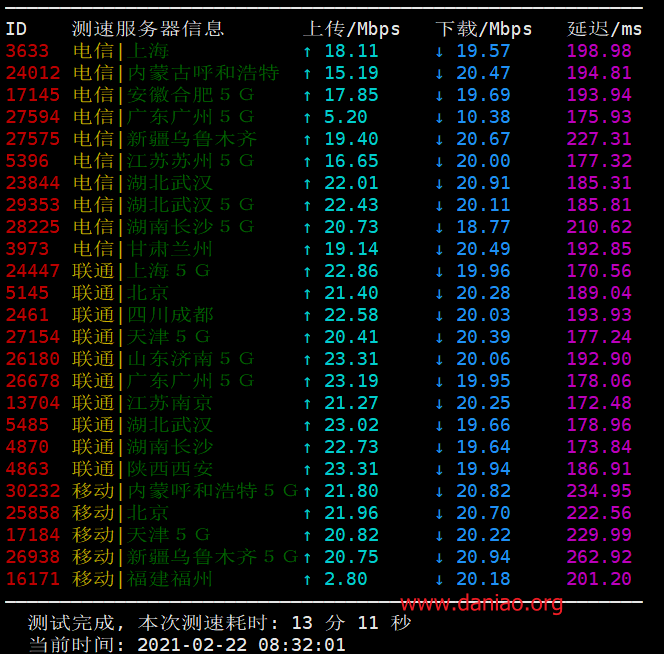 ID 测速服务器信息 上传/Mbps 下载/Mbps 延迟/ms
3633 电信|上海 ↑ 18.11 ↓ 19.57 198.98
24012 电信|内蒙古呼和浩特 ↑ 15.19 ↓ 20.47 194.81
17145 电信|安徽合肥5G ↑ 17.85 ↓ 19.69 193.94
27594 电信|广东广州5G ↑ 5.20 ↓ 10.38 175.93
27575 电信|新疆乌鲁木齐 ↑ 19.40 ↓ 20.67 227.31
5396 电信|江苏苏州5G ↑ 16.65 ↓ 20.00 177.32
23844 电信|湖北武汉 ↑ 22.01 ↓ 20.91 185.31
29353 电信|湖北武汉5G ↑ 22.43 ↓ 20.11 185.81
28225 电信|湖南长沙5G ↑ 20.73 ↓ 18.77 210.62
3973 电信|甘肃兰州 ↑ 19.14 ↓ 20.49 192.85
24447 联通|上海5G ↑ 22.86 ↓ 19.96 170.56
5145 联通|北京 ↑ 21.40 ↓ 20.28 189.04
2461 联通|四川成都 ↑ 22.58 ↓ 20.03 193.93
27154 联通|天津5G ↑ 20.41 ↓ 20.39 177.24
26180 联通|山东济南5G ↑ 23.31 ↓ 20.06 192.90
26678 联通|广东广州5G ↑ 23.19 ↓ 19.95 178.06
13704 联通|江苏南京 ↑ 21.27 ↓ 20.25 172.48
5485 联通|湖北武汉 ↑ 23.02 ↓ 19.66 178.96
4870 联通|湖南长沙 ↑ 22.73 ↓ 19.64 173.84
4863 联通|陕西西安 ↑ 23.31 ↓ 19.94 186.91
30232 移动|内蒙呼和浩特5G ↑ 21.80 ↓ 20.82 234.95
25858 移动|北京 ↑ 21.96 ↓ 20.70 222.56
17184 移动|天津5G ↑ 20.82 ↓ 20.22 229.99
26938 移动|新疆乌鲁木齐5G ↑ 20.75 ↓ 20.94 262.92
16171 移动|福建福州 ↑ 2.80 ↓ 20.18 201.20
www.daniao.org
测试完成, 本次测速耗时: 13 分 11 秒
当前时间: 2021-02-22 08:32:01